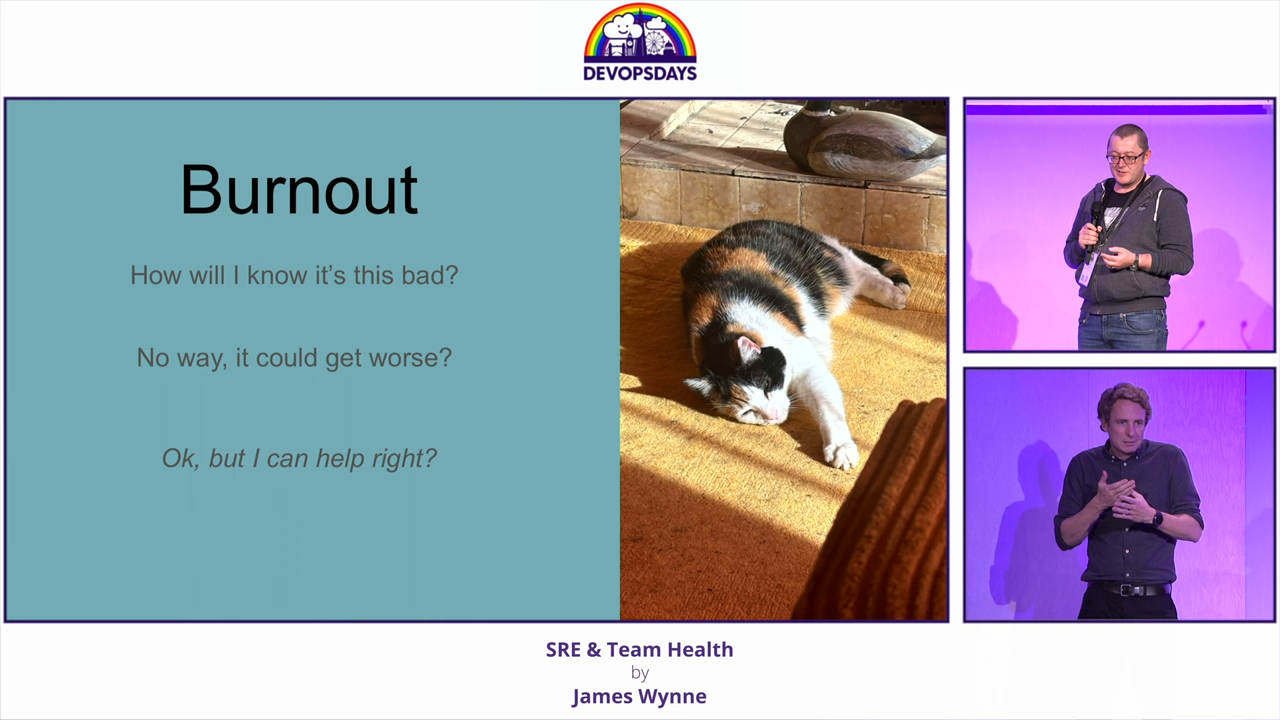 DEVOPSDAYS
Burnout
How will I know it’s this bad?
No way, it could get worse?
Ok, but I can help right?
SRE & Team Health
by
James Wynne